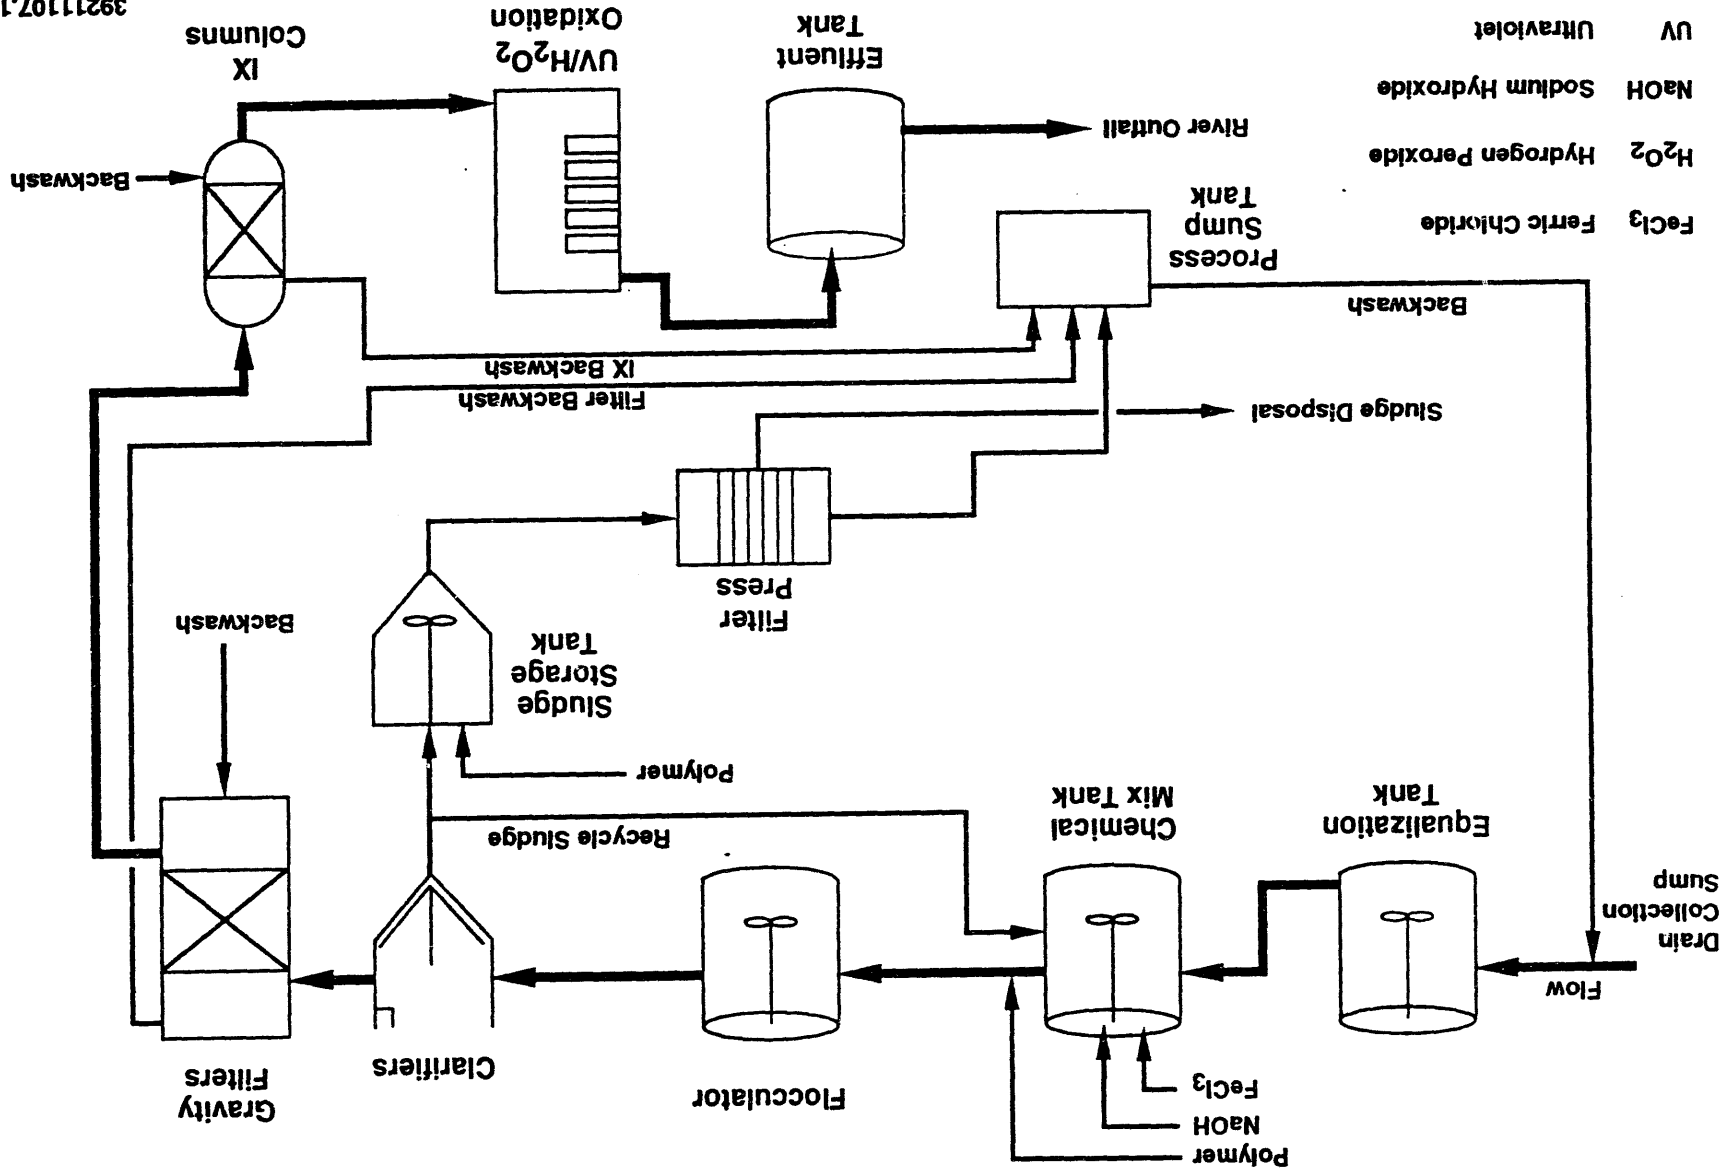 Polymer
NaOH
FeCl3
Flow
Drain
Collection
Sump
Equalization
Tank
Chemical
Mix Tank
Flocculator
Clarifiers
Gravity
Filters
Recycle Sludge
Polymer
Sludge
Storage
Tank
Backwash
Filter
Press
Sludge Disposal
Filter Backwash
IX Backwash
Backwash
Process
Sump
Tank
River Outfall
Effluent
Tank
UV/H2O2
Oxidation
IX
Columns
Backwash
FeCl3 Ferric Chloride
H2O2 Hydrogen Peroxide
NaOH Sodium Hydroxide
UV Ultraviolet
39211107.1